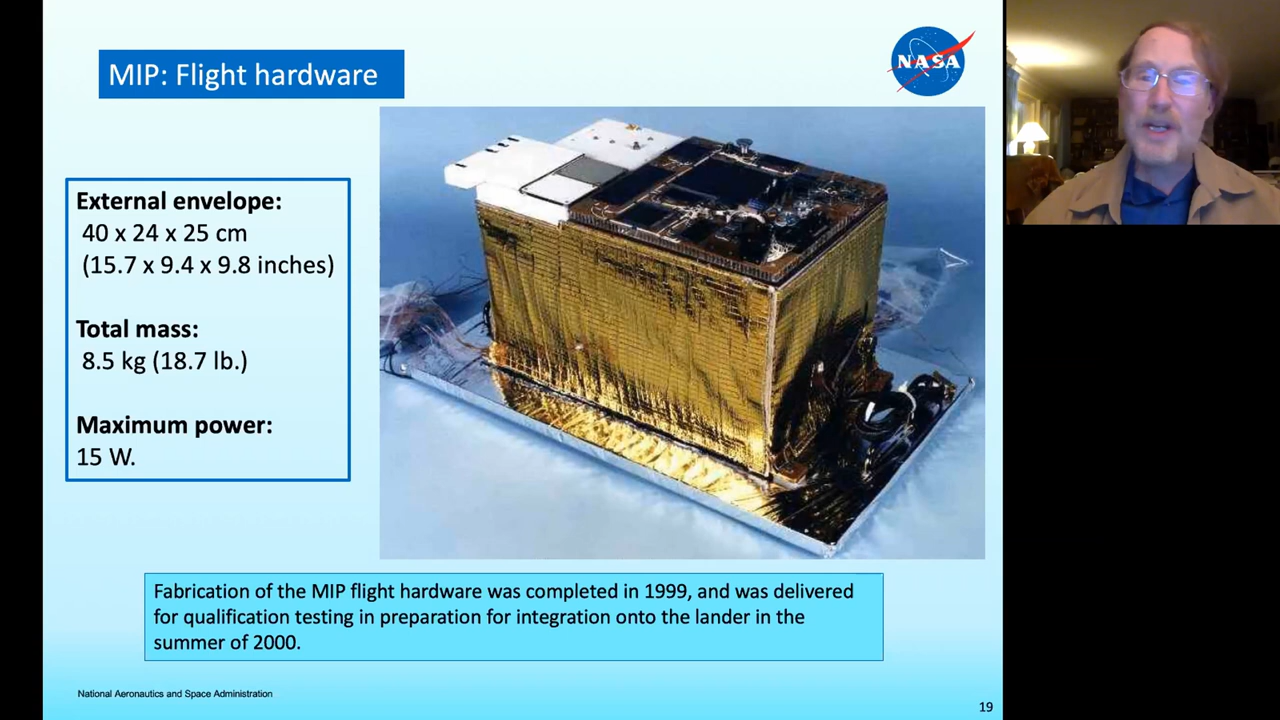 MIP: Flight hardware
NASA
External envelope:
40 x 24 x 25 cm
(15.7 x 9.4 x 9.8 inches)
Total mass:
8.5 kg (18.7 lb.)
Maximum power:
15 W.
Fabrication of the MIP flight hardware was completed in 1999, and was delivered
for qualification testing in preparation for integration onto the lander in the
summer of 2000.
National Aeronautics and Space Administration
19